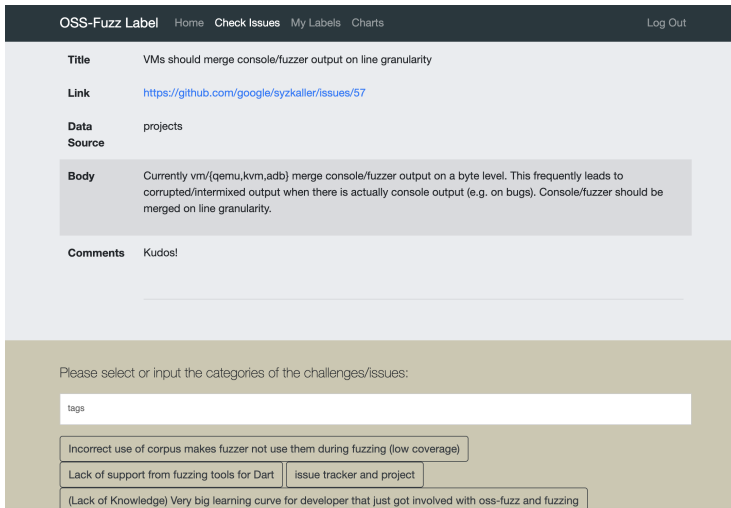 OSS-Fuzz Label Home Check Issues My Labels Charts Log Out
Title VMs should merge console/fuzzer output on line granularity
Link https://github.com/google/syzkaller/issues/57
Data Source projects
Body Currently vm/{qemu,kvm,adb} merge console/fuzzer output on a byte level. This frequently leads to
corrupted/intermixed output when there is actually console output (e.g. on bugs). Console/fuzzer should be
merged on line granularity.
Comments Kudos!
Please select or input the categories of the challenges/issues:
tags
Incorrect use of corpus makes fuzzer not use them during fuzzing (low coverage)
Lack of support from fuzzing tools for Dart issue tracker and project
(Lack of Knowledge) Very big learning curve for developer that just got involved with oss-fuzz and fuzzing